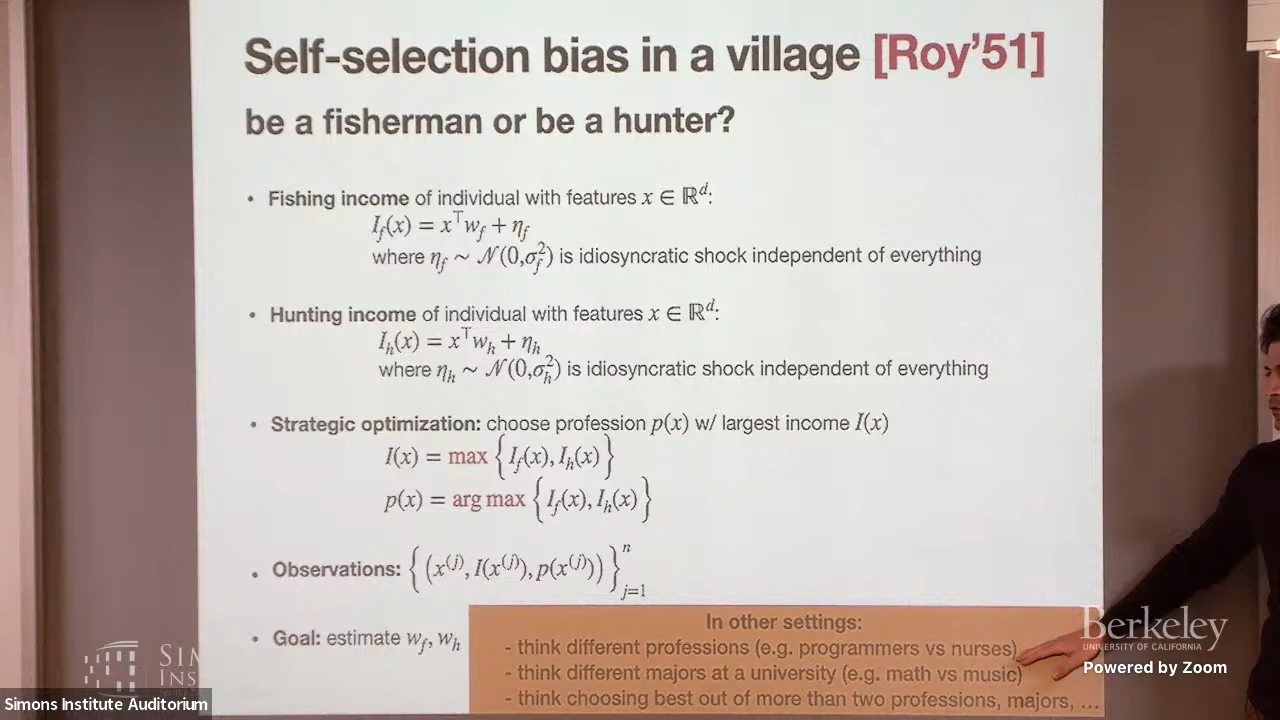 Self-selection bias in a village [Roy'51]
be a fisherman or be a hunter?
• Fishing income of individual with features x ∈ ℝᵈ:
I_f(x) = x^⊤ w_f + η_f
where η_f ~ 𝒩(0,σ_f²) is idiosyncratic shock independent of everything
• Hunting income of individual with features x ∈ ℝᵈ:
I_h(x) = x^⊤ w_h + η_h
where η_h ~ 𝒩(0,σ_h²) is idiosyncratic shock independent of everything
• Strategic optimization: choose profession p(x) w/ largest income I(x)
I(x) = max { I_f(x), I_h(x) }
p(x) = arg max { I_f(x), I_h(x) }
• Observations: { (x^(j), I(x^(j)), p(x^(j))) }_{j=1}^n
• Goal: estimate w_f, w_h
In other settings:
- think different professions (e.g. programmers vs nurses)
- think different majors at a university (e.g. math vs music)
- think choosing best out of more than two professions, majors, ...
Berkeley
UNIVERSITY OF CALIFORNIA
Powered by Zoom
Simons Institute Auditorium